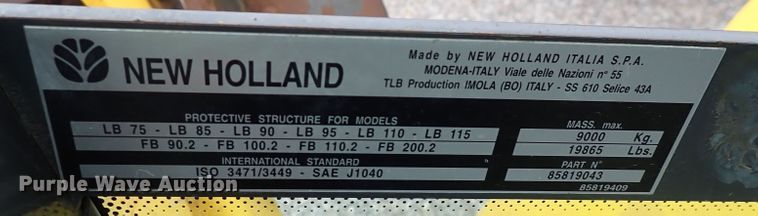 NEW HOLLAND
Made by NEW HOLLAND ITALIA S.P.A.
MODENA-ITALY Viale delle Nazioni n° 55
TLB Production IMOLA (BO) ITALY - SS 610 Selice 43A
PROTECTIVE STRUCTURE FOR MODELS
LB 75 - LB 85 - LB 90 - LB 95 - LB 110 - LB 115
FB 90.2 - FB 100.2 - FB 110.2 - FB 200.2
INTERNATIONAL STANDARD
ISO 3471/3449 - SAE J1040
MASS. max.
9000 Kg.
19865 Lbs.
PART N°
85819043
85819409
Purple Wave Auction